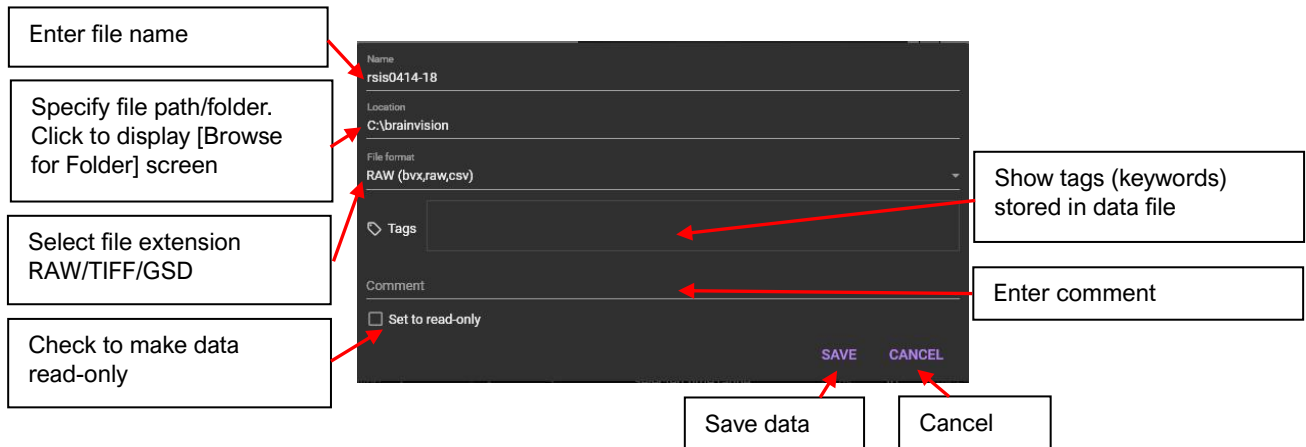 Enter file name
Specify file path/folder.
Click to display [Browse
for Folder] screen
Select file extension
RAW/TIFF/GSD
Check to make data
read-only
Name
rsis0414-18
Location
C:\brainvision
File format
RAW (bvx,raw,csv)
Tags
Comment
Set to read-only
SAVE CANCEL
Show tags (keywords)
stored in data file
Enter comment
Save data
Cancel